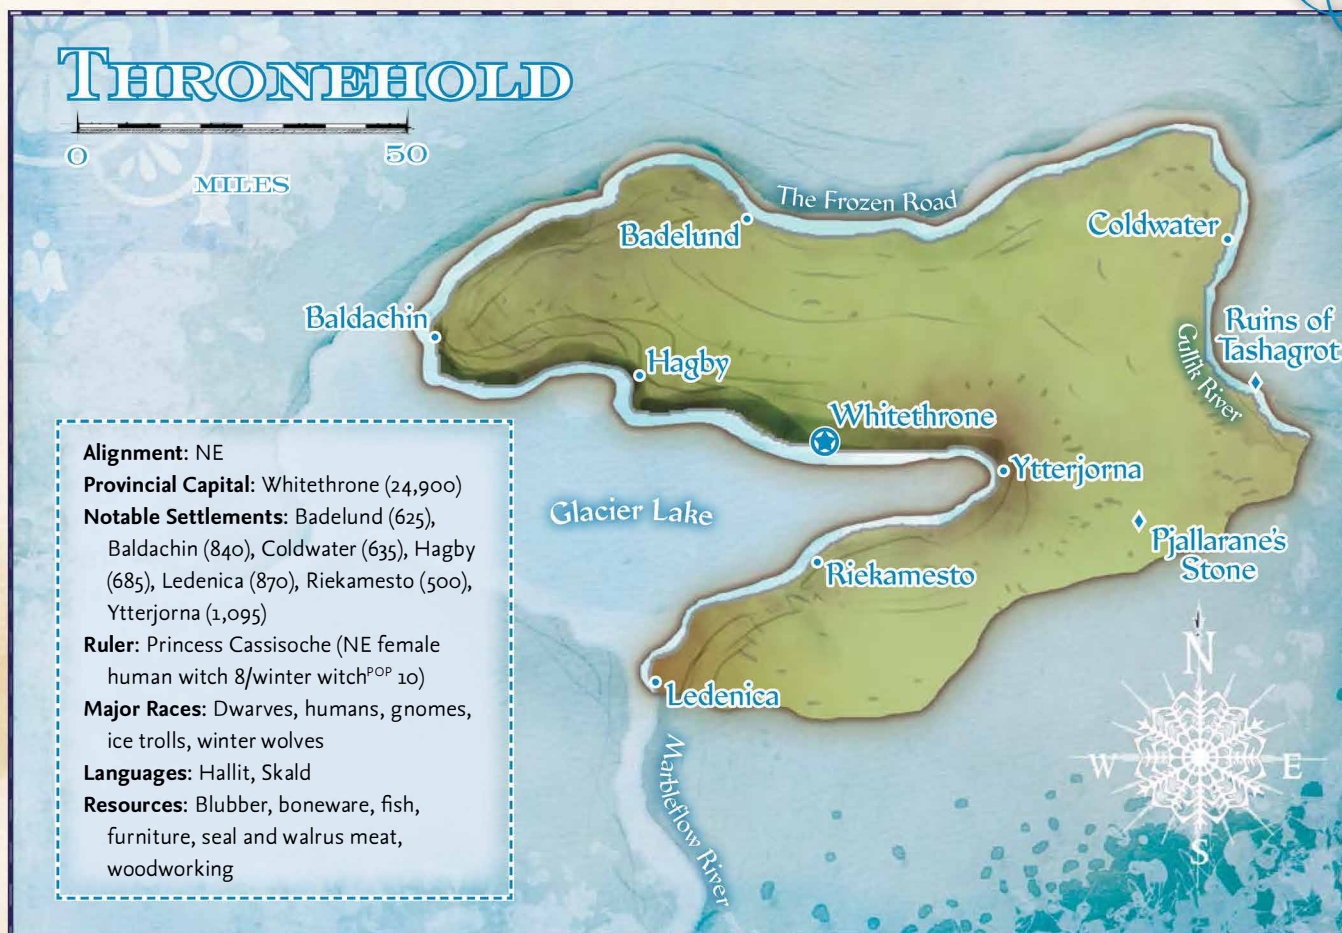 THRONEHOLD
0 50
MILES
The Frozen Road
Badelund
Coldwater
Baldachin
Ruins of
Tashagrot
Gullik River
Hagby
Whitethrone
Ytterjorna
Glacier Lake
Pjallarane's
Stone
Riekamesto
Ledenica
Marbleflow River
N
W E
S
Alignment: NE
Provincial Capital: Whitethrone (24,900)
Notable Settlements: Badelund (625),
Baldachin (840), Coldwater (635), Hagby
(685), Ledenica (870), Riekamesto (500),
Ytterjorna (1,095)
Ruler: Princess Cassisoche (NE female
human witch 8/winter witchPOP 10)
Major Races: Dwarves, humans, gnomes,
ice trolls, winter wolves
Languages: Hallit, Skald
Resources: Blubber, boneware, fish,
furniture, seal and walrus meat,
woodworking